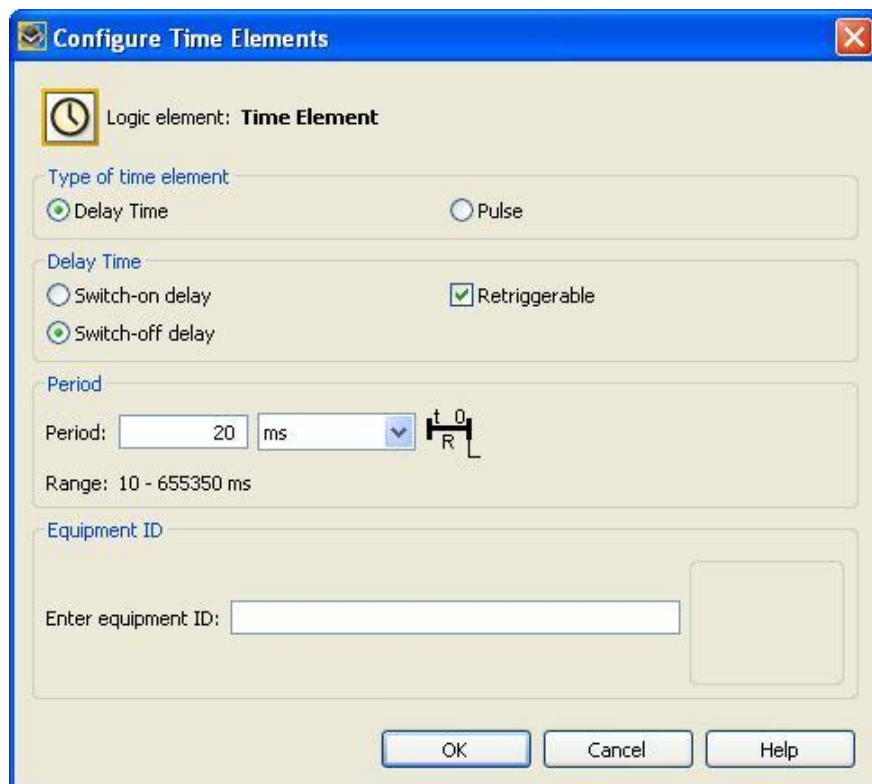 Configure Time Elements
Logic element: Time Element
Type of time element
Delay Time
Pulse
Delay Time
Switch-on delay
Retriggerable
Switch-off delay
Period
Period: 20 ms
t 0
R
Range: 10 - 655350 ms
Equipment ID
Enter equipment ID:
OK Cancel Help